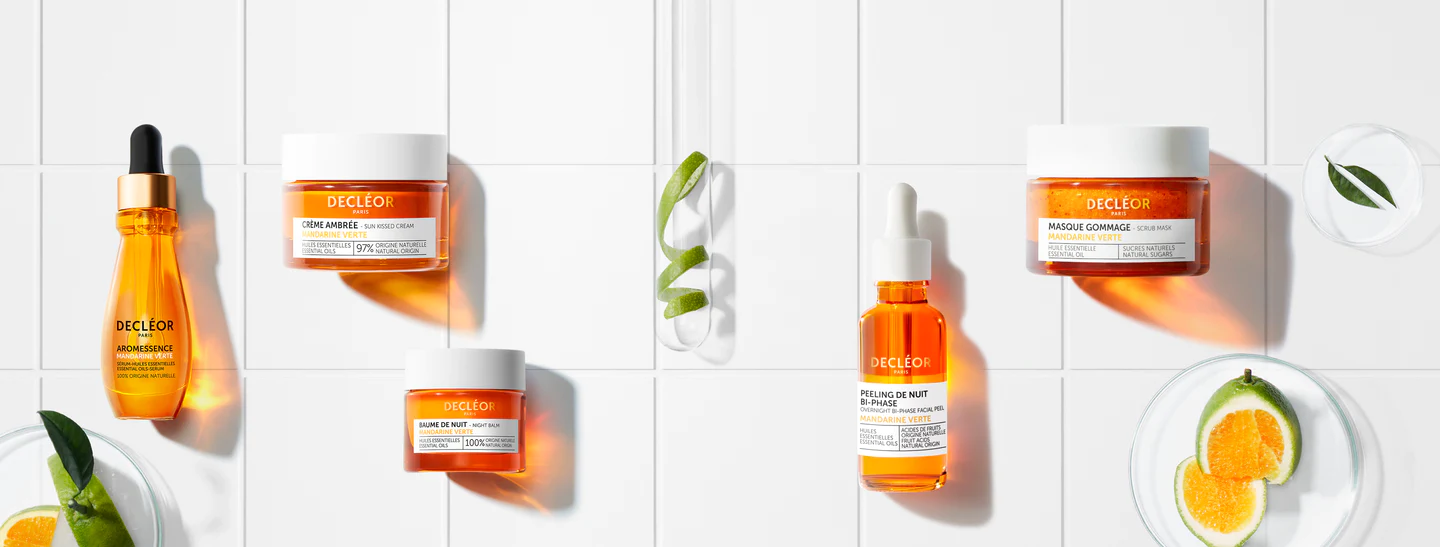 DECLÉOR
PARIS
AROMESSENCE
MANDARINE VERTE
SÉRUM-HUILES ESSENTIELLES
ESSENTIAL OILS-SERUM
100% ORIGINE NATURELLE
DECLÉOR
PARIS
CRÈME AMBRÉE - SUN KISSED CREAM
MANDARINE VERTE
HUILES ESSENTIELLES
ESSENTIAL OILS
97% ORIGINE NATURELLE
NATURAL ORIGIN
DECLÉOR
PARIS
BAUME DE NUIT - NIGHT BALM
MANDARINE VERTE
HUILES ESSENTIELLES
ESSENTIAL OILS
100% ORIGINE NATURELLE
NATURAL ORIGIN
DECLÉOR
PARIS
PEELING DE NUIT
BI-PHASE
OVERNIGHT BI-PHASE FACIAL PEEL
MANDARINE VERTE
HUILES
ESSENTIELLES
ESSENTIAL OILS
ACIDES DE FRUITS
ORIGINE NATURELLE
FRUIT ACIDS
NATURAL ORIGIN
DECLÉOR
PARIS
MASQUE GOMMAGE - SCRUB MASK
MANDARINE VERTE
HUILE ESSENTIELLE
ESSENTIAL OIL
SUCRES NATURELS
NATURAL SUGARS